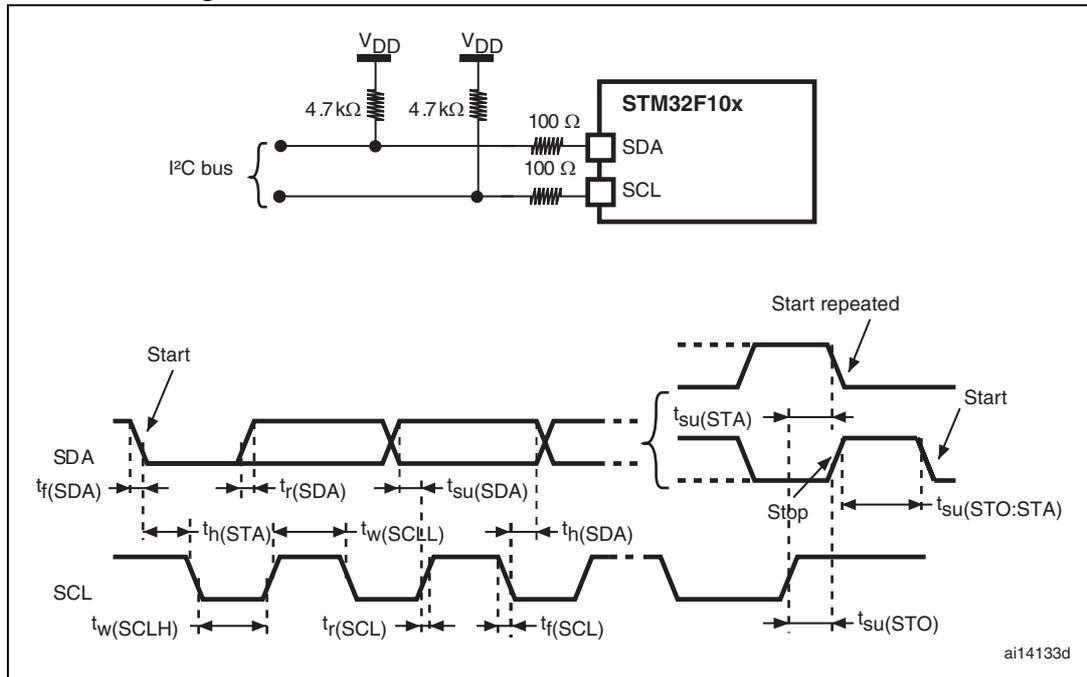 VDD VDD
4.7kΩ 4.7kΩ
STM32F10x
100 Ω
SDA
100 Ω
I²C bus
SCL
Start repeated
Start
Start
tsu(STA)
SDA
tf(SDA) tr(SDA) tsu(SDA)
Stop
tsu(STO:STA)
th(STA) tw(SCLL) th(SDA)
SCL
tw(SCLH) tr(SCL) tf(SCL) tsu(STO)
ai14133d